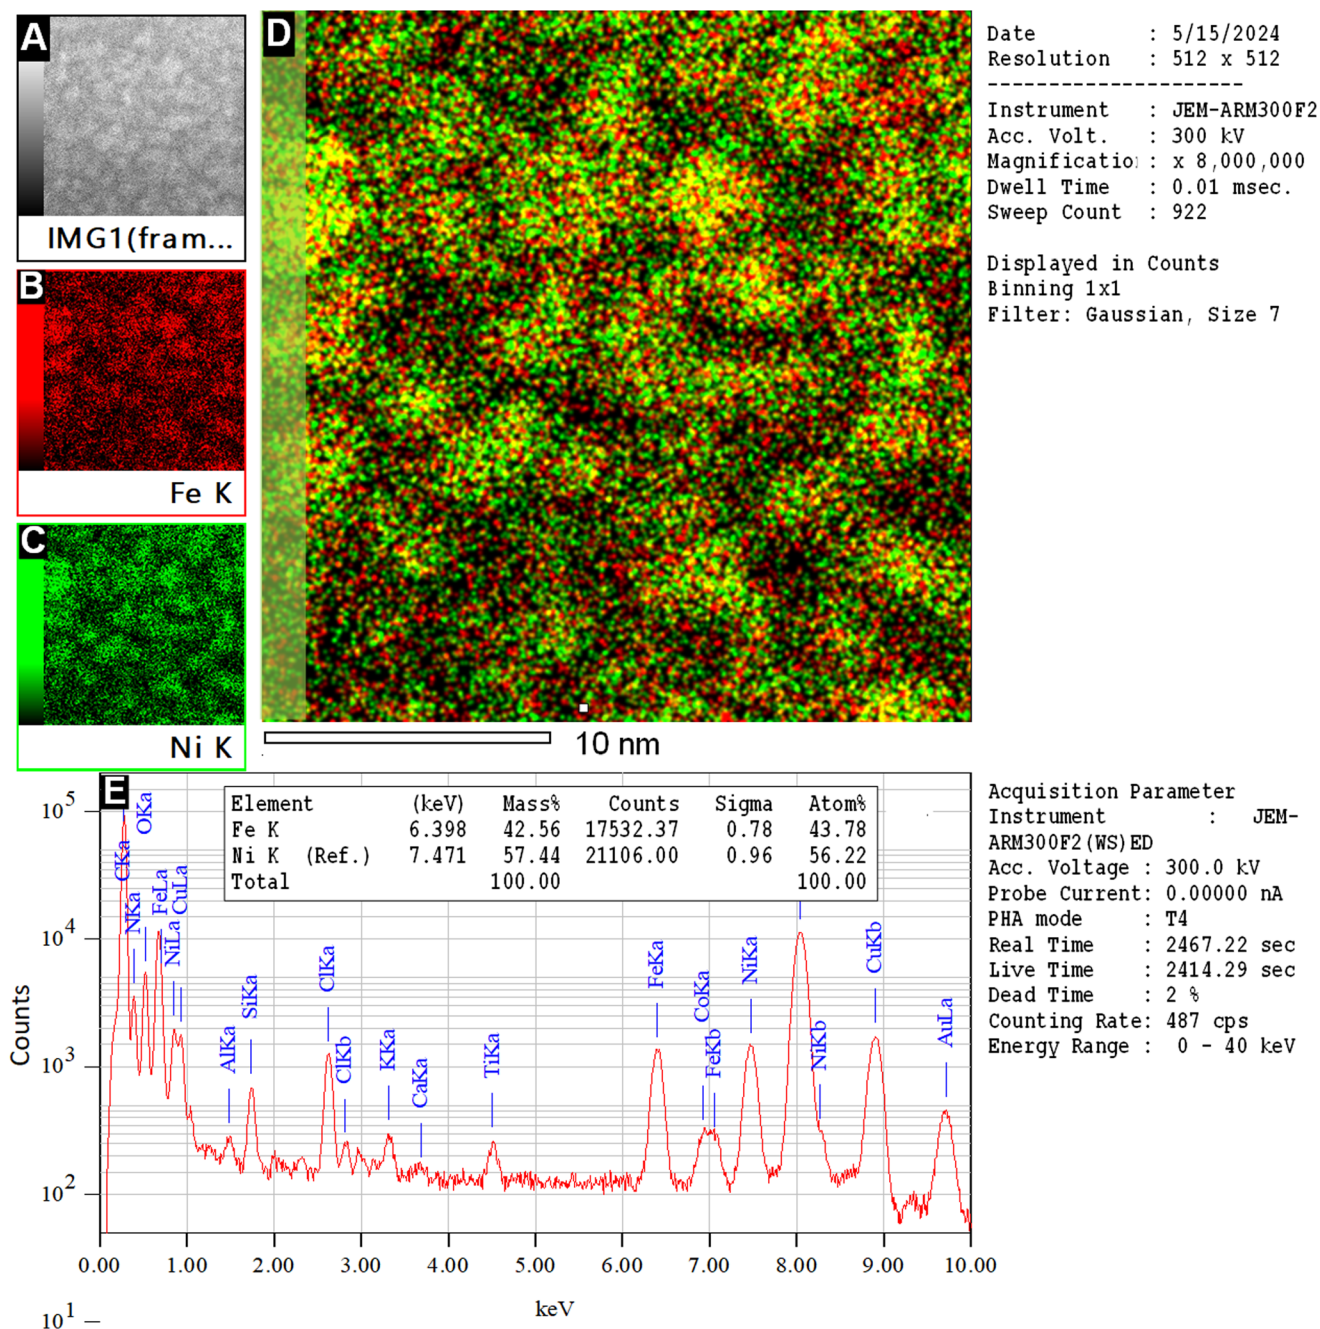 A
IMG1(fram...
B
Fe K
C
Ni K
D
10 nm
Date : 5/15/2024
Resolution : 512 x 512
---------------------
Instrument : JEM-ARM300F2
Acc. Volt. : 300 kV
Magnificatio : x 8,000,000
Dwell Time : 0.01 msec.
Sweep Count : 922
Displayed in Counts
Binning 1x1
Filter: Gaussian, Size 7
E
Element (keV) Mass% Counts Sigma Atom%
Fe K 6.398 42.56 17532.37 0.78 43.78
Ni K (Ref.) 7.471 57.44 21106.00 0.96 56.22
Total 100.00 100.00
CKa
NKa
OKa
FeLa
NiLa
CuLa
AlKa
SiKa
ClKa
ClKb
KKa
CaKa
TiKa
FeKa
CoKa
FeKb
NiKa
NiKb
CuKb
AuLa
Counts
10^5
10^4
10^3
10^2
10^1
0.00 1.00 2.00 3.00 4.00 5.00 6.00 7.00 8.00 9.00 10.00
keV
Acquisition Parameter
Instrument : JEM-
ARM300F2(WS)ED
Acc. Voltage : 300.0 kV
Probe Current: 0.00000 nA
PHA mode : T4
Real Time : 2467.22 sec
Live Time : 2414.29 sec
Dead Time : 2 %
Counting Rate: 487 cps
Energy Range : 0 - 40 keV